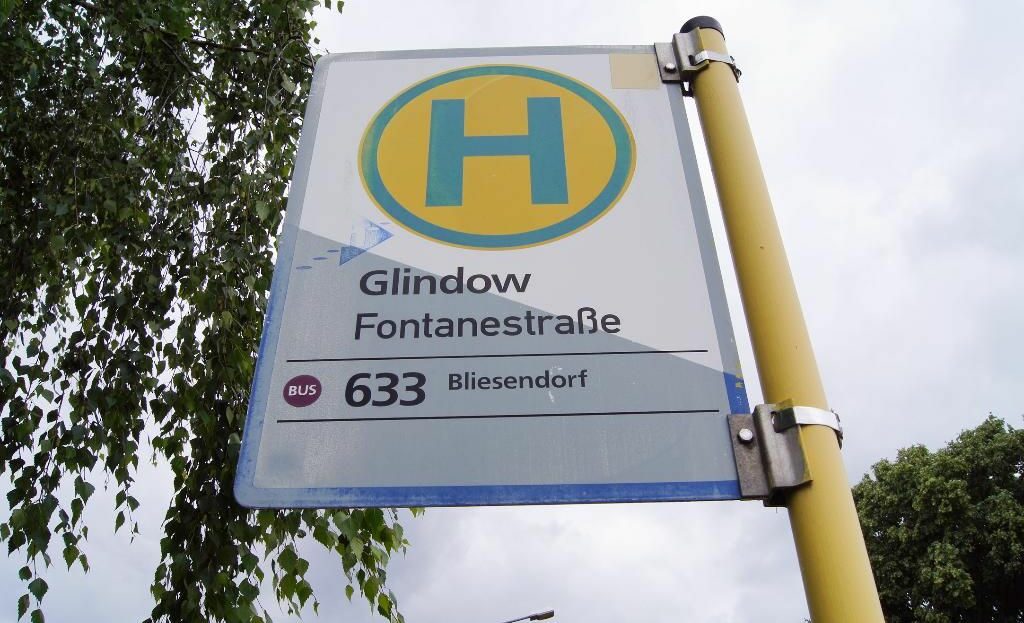 H
Glindow
Fontanestraße
BUS 633 Bliesendorf